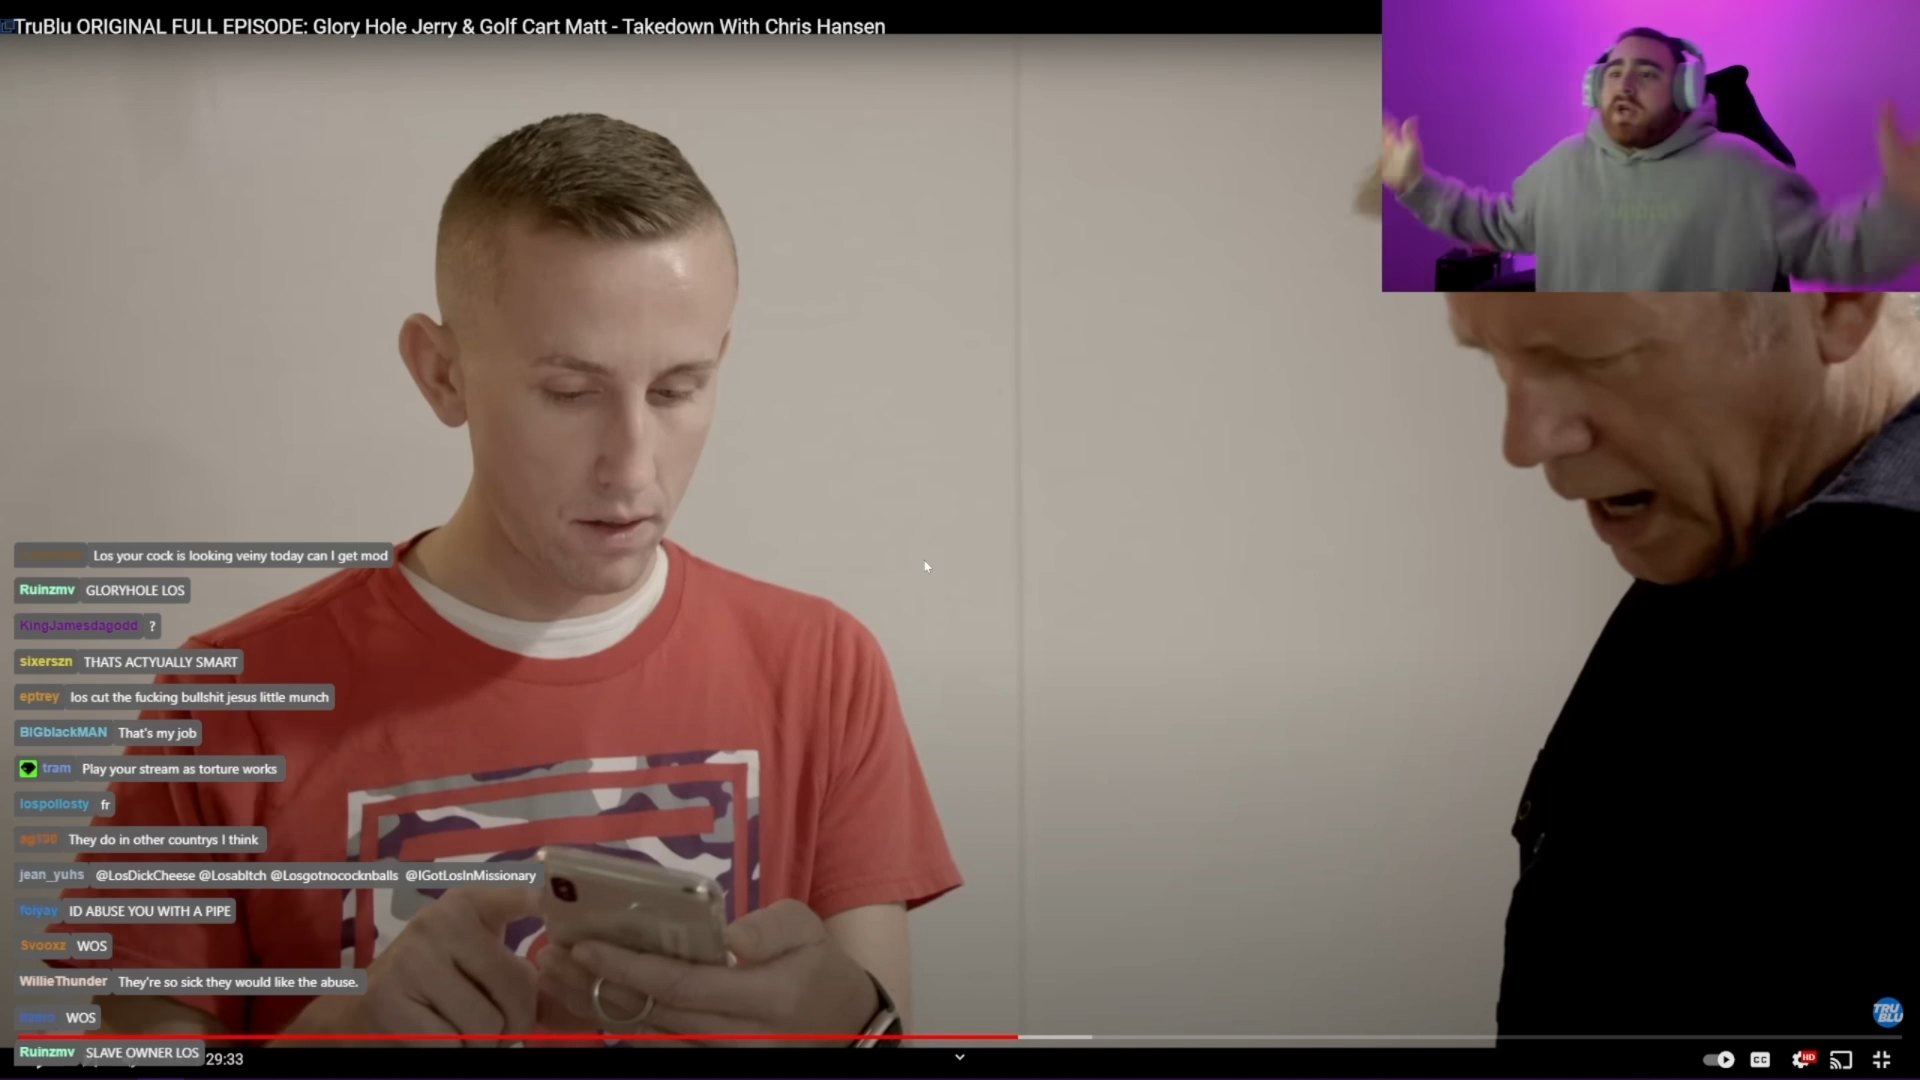 TruBlu ORIGINAL FULL EPISODE: Glory Hole Jerry & Golf Cart Matt - Takedown With Chris Hansen
Los your cock is looking veiny today can I get mod
Ruinzmv GLORYHOLE LOS
KingJamesdagodd ?
sixerszn THATS ACTYUALLY SMART
eptrey los cut the fucking bullshit jesus little munch
BIGblackMAN That's my job
tram Play your stream as torture works
lospollosty fr
They do in other countrys I think
jean_yuhs @LosDickCheese @Losabltch @Losgotnococknballs @IGotLosInMissionary
ID ABUSE YOU WITH A PIPE
Svooxz WOS
WillieThunder They're so sick they would like the abuse.
WOS
Ruinzmv SLAVE OWNER LOS
29:33
TRU
BLU
CC
HD